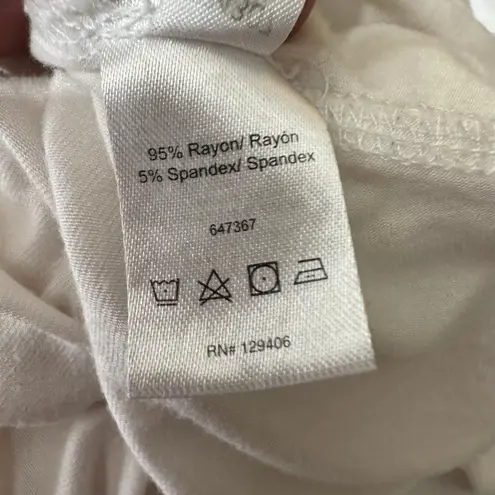 95% Rayon/ Rayón
5% Spandex/ Spandex
647367
RN# 129406